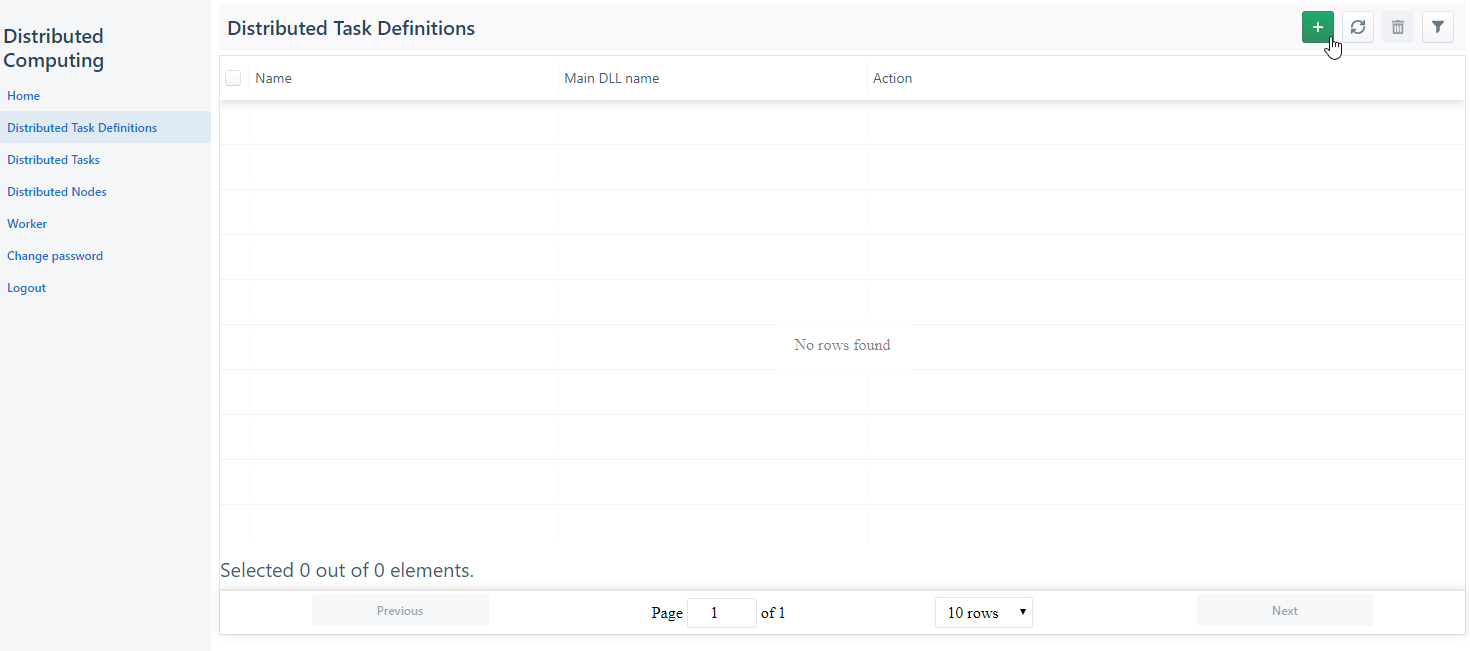 Distributed
Computing
Home
Distributed Task Definitions
Distributed Tasks
Distributed Nodes
Worker
Change password
Logout
Distributed Task Definitions
Name Main DLL name Action
No rows found
Selected 0 out of 0 elements.
Previous Page 1 of 1 10 rows Next